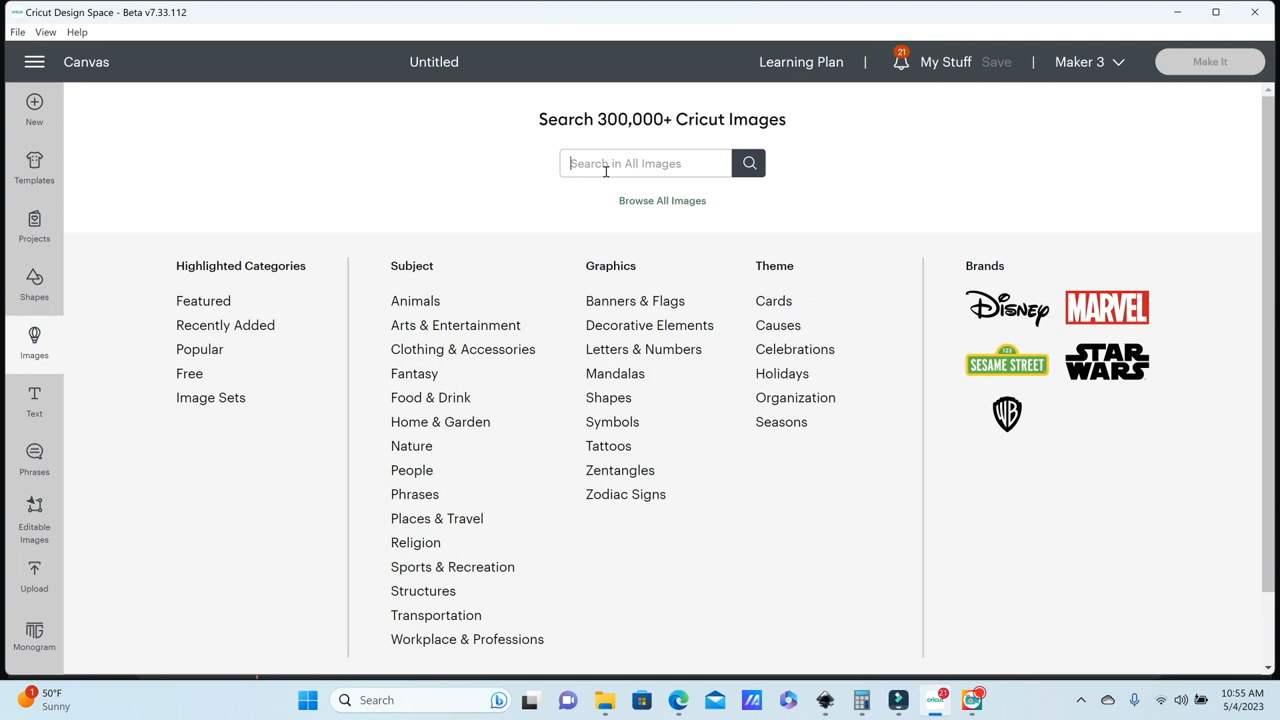 Cricut Design Space - Beta v7.33.112
File View Help
Canvas
Untitled
Learning Plan
21
My Stuff
Save
Maker 3
Make It
New
Templates
Projects
Shapes
Images
Text
Phrases
Editable
Images
Upload
MG
Monogram
Search 300,000+ Cricut Images
Search in All Images
Browse All Images
Highlighted Categories
Featured
Recently Added
Popular
Free
Image Sets
Subject
Animals
Arts & Entertainment
Clothing & Accessories
Fantasy
Food & Drink
Home & Garden
Nature
People
Phrases
Places & Travel
Religion
Sports & Recreation
Structures
Transportation
Workplace & Professions
Graphics
Banners & Flags
Decorative Elements
Letters & Numbers
Mandalas
Shapes
Symbols
Tattoos
Zentangles
Zodiac Signs
Theme
Cards
Causes
Celebrations
Holidays
Organization
Seasons
Brands
Disney
MARVEL
123
SESAME STREET
STAR
WARS
WB
1
50°F
Sunny
Search
cricut
21
10:55 AM
5/4/2023